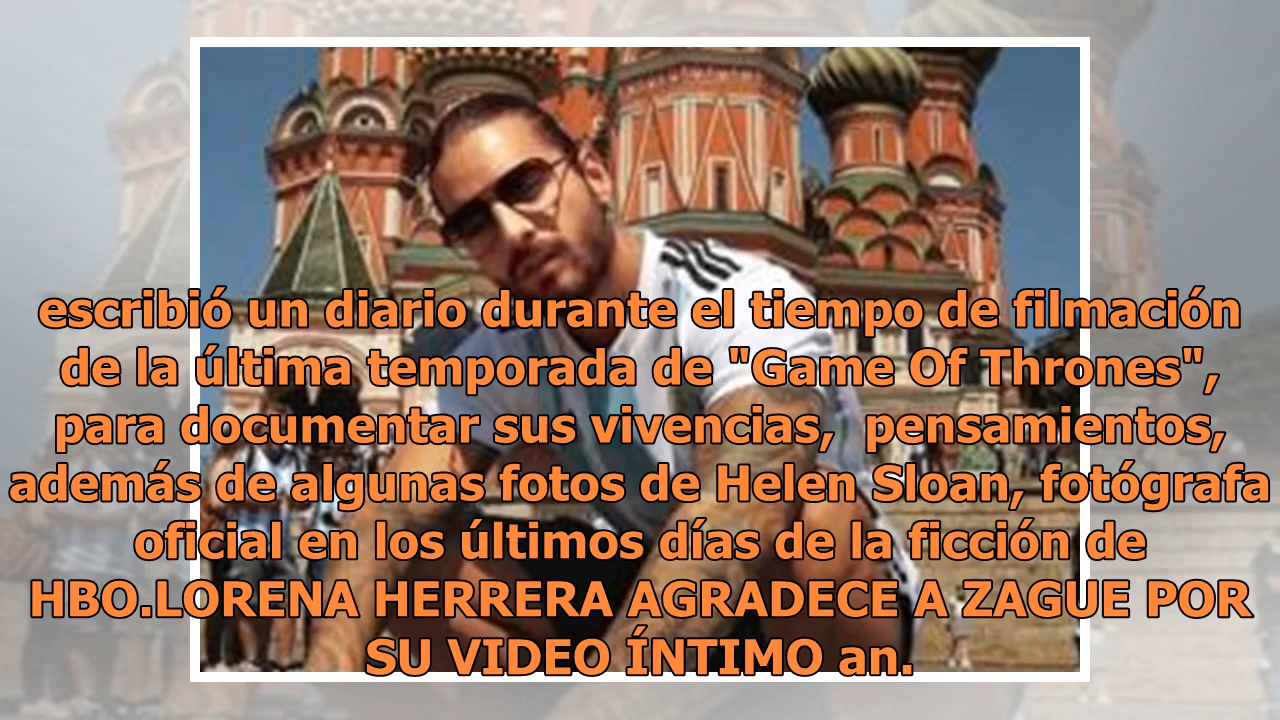 escribió un diario durante el tiempo de filmación
de la última temporada de "Game Of Thrones",
para documentar sus vivencias,  pensamientos,
además de algunas fotos de Helen Sloan, fotógrafa
oficial en los últimos días de la ficción de
HBO.LORENA HERRERA AGRADECE A ZAGUE POR
SU VIDEO ÍNTIMO an.